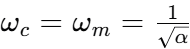 ω_c = ω_m = 1/√α